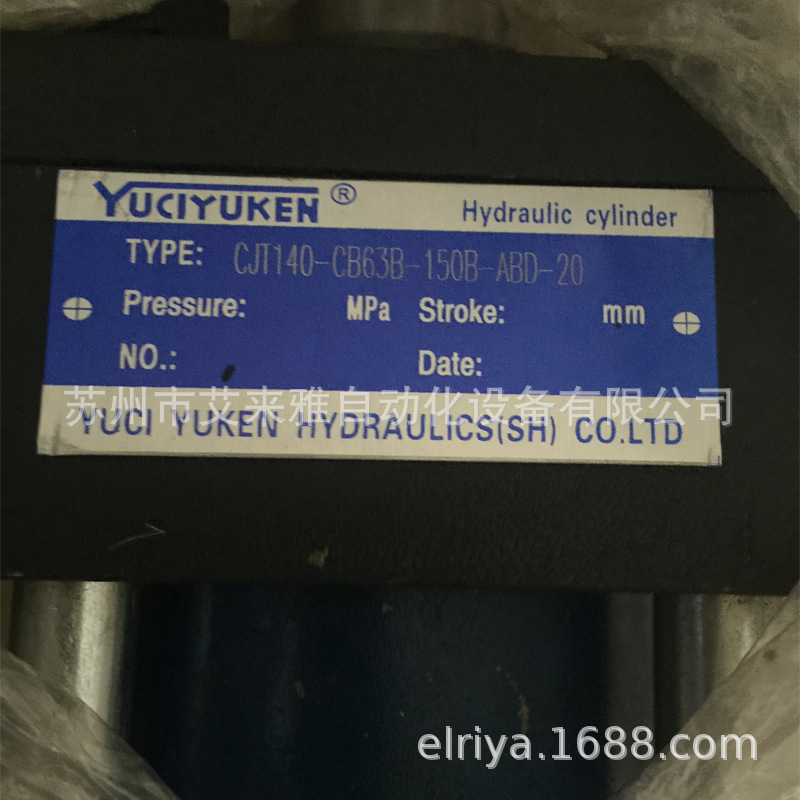 YUCIYUKEN® Hydraulic cylinder
TYPE: CJT140-CB63B-150B-ABD-20
Pressure: MPa Stroke: mm
NO.: Date:
苏州市艾来雅自动化设备有限公司
YUCI YUKEN HYDRAULICS(SH) CO.LTD
elriya.1688.com